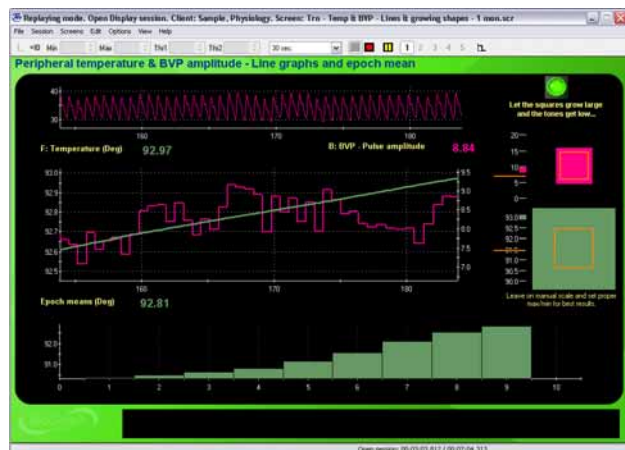 Replaying mode. Open Display session. Client: Sample, Physiology. Screen: Trn - Temp & BVP - Lines & growing shapes - 1 mon.scr
File Session Screens Edit Options View Help
Min Max Thr1 Thr2 30 sec. 1 2 3 4 5
Peripheral temperature & BVP amplitude - Line graphs and epoch mean
40
30
160 170 180
Let the squares grow large
and the tones get low...
F: Temperature (Deg) 92.97 B: BVP - Pulse amplitude 8.84
20
15
10
5
0
93.0 9.5
92.9 9.0
92.8 8.5
92.7 8.0
92.6 7.5
92.5 7.0
160 170 180
93.0
92.5
92.0
91.0
90.5
90.0
Leave on manual scale and set proper
max/min for best results.
Epoch means (Deg) 92.81
92.0
91.0
0 1 2 3 4 5 6 7 8 9 10